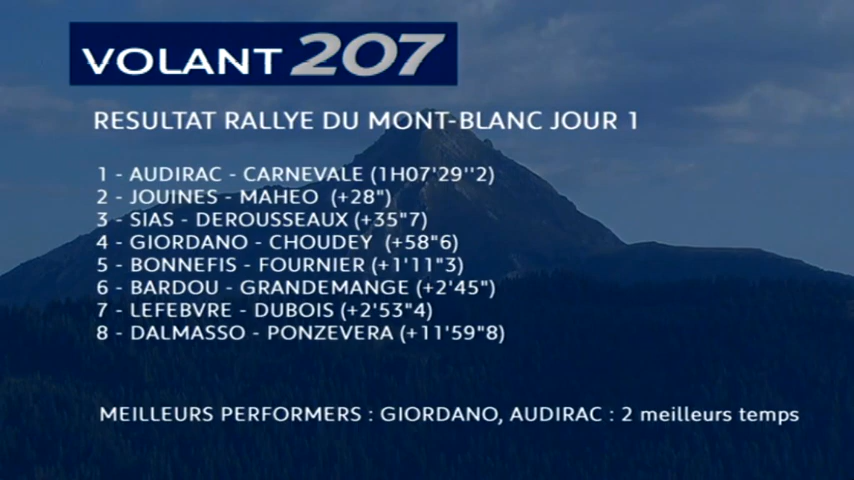 VOLANT 207
RESULTAT RALLYE DU MONT-BLANC JOUR 1
1 - AUDIRAC - CARNEVALE (1H07'29''2)
2 - JOUINES - MAHEO (+28")
3 - SIAS - DEROUSSEAUX (+35"7)
4 - GIORDANO - CHOUDEY (+58"6)
5 - BONNEFIS - FOURNIER (+1'11"3)
6 - BARDOU - GRANDEMANGE (+2'45")
7 - LEFEBVRE - DUBOIS (+2'53"4)
8 - DALMASSO - PONZEVERA (+11'59"8)
MEILLEURS PERFORMERS : GIORDANO, AUDIRAC : 2 meilleurs temps